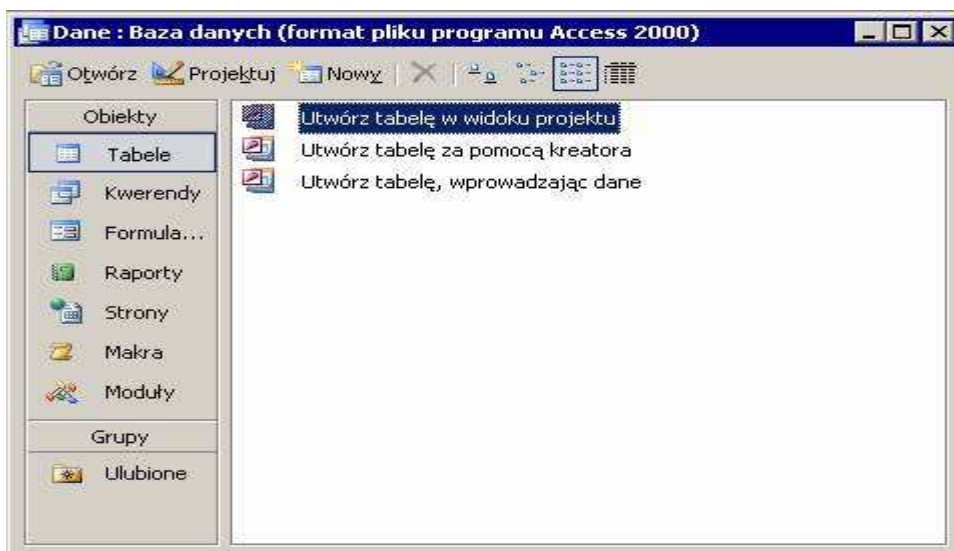 Dane : Baza danych (format pliku programu Access 2000)
Otwórz Projektuj Nowy
Obiekty
Tabele
Kwerendy
Formula...
Raporty
Strony
Makra
Moduły
Grupy
Ulubione
Utwórz tabelę w widoku projektu
Utwórz tabelę za pomocą kreatora
Utwórz tabelę, wprowadzając dane